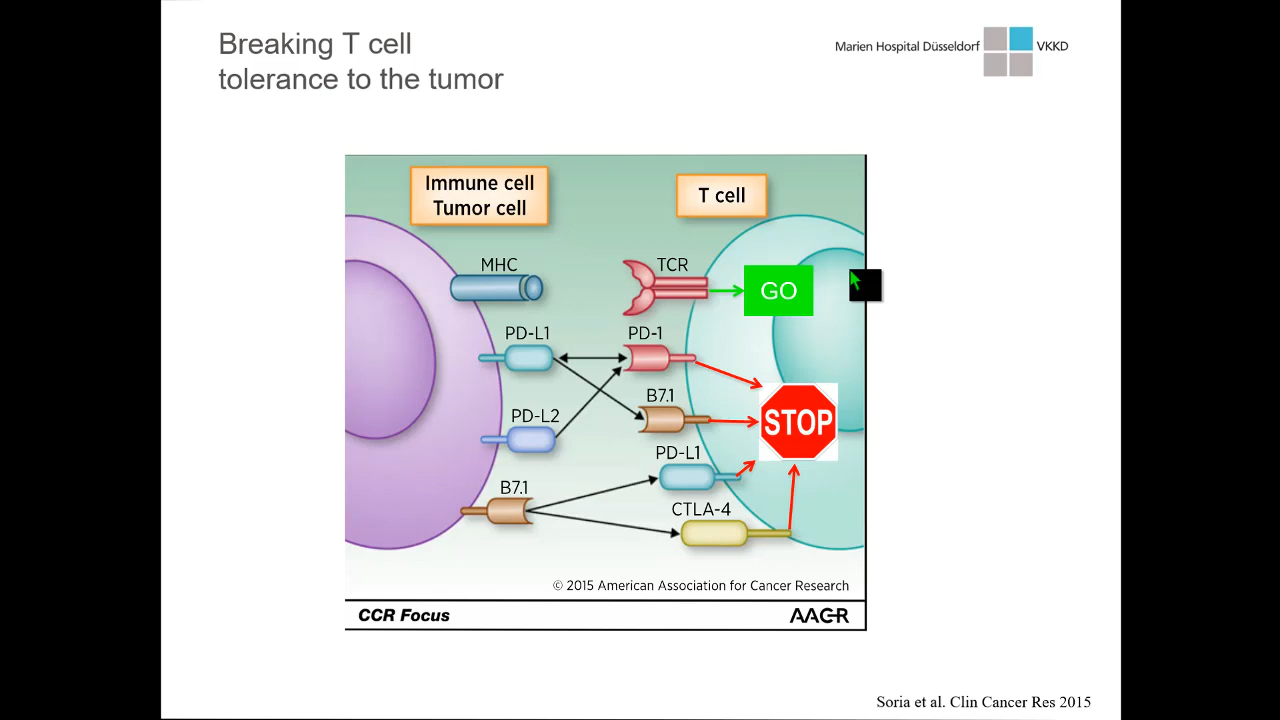 Breaking T cell
tolerance to the tumor
Marien Hospital Düsseldorf VKKD
Immune cell
Tumor cell
T cell
MHC
TCR
GO
PD-L1
PD-1
B7.1
PD-L2
STOP
PD-L1
B7.1
CTLA-4
© 2015 American Association for Cancer Research
CCR Focus
AACR
Soria et al. Clin Cancer Res 2015